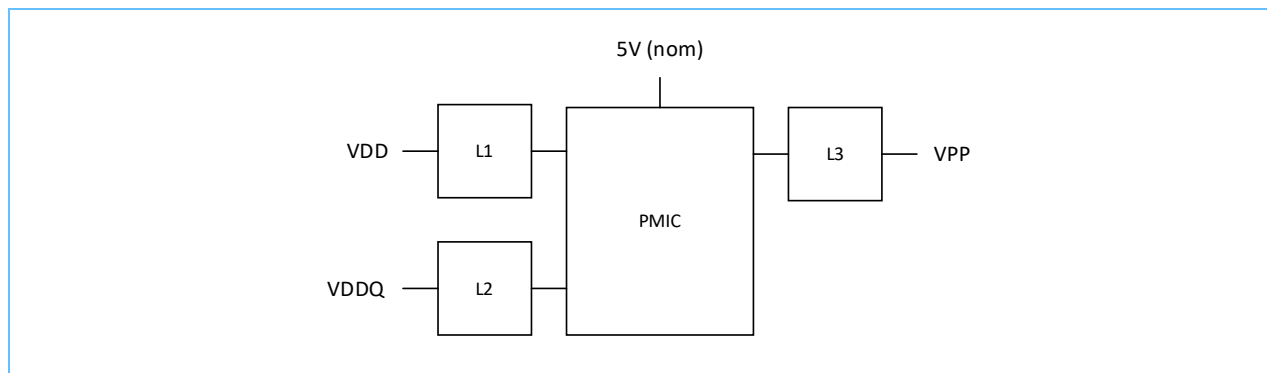 5V (nom)
VDD
L1
L3
VPP
PMIC
VDDQ
L2